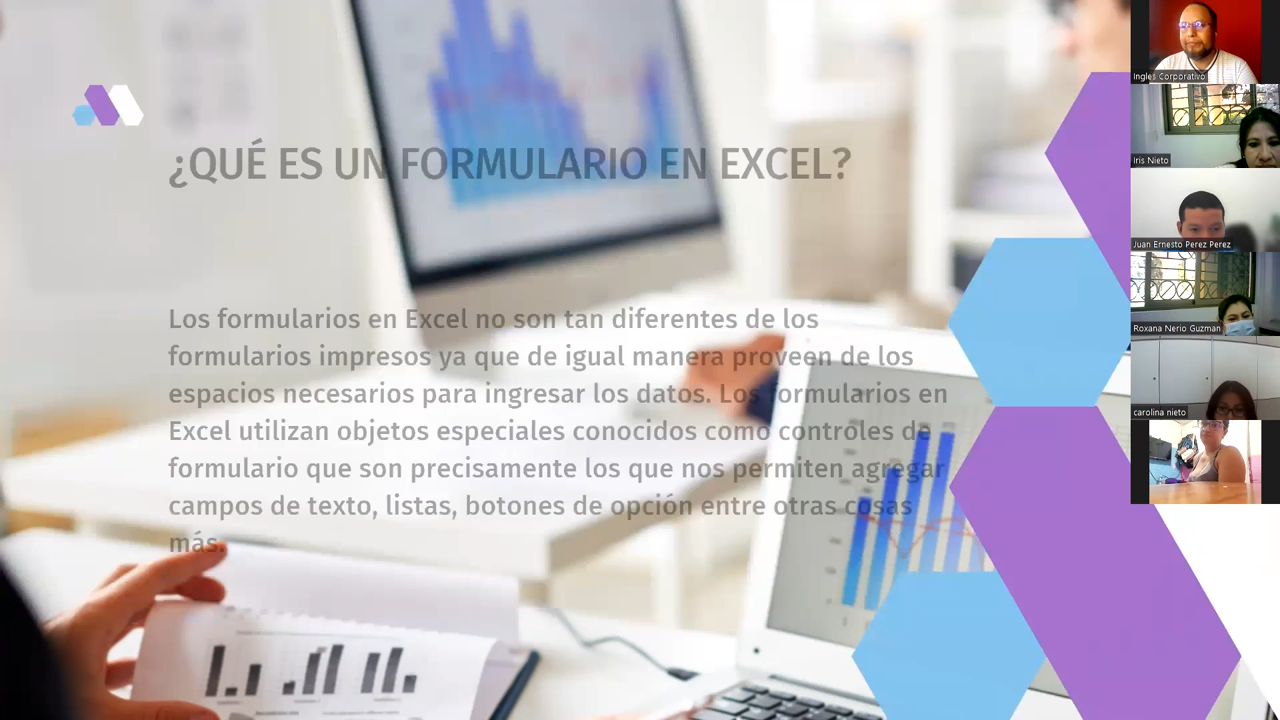 ¿QUÉ ES UN FORMULARIO EN EXCEL?
Los formularios en Excel no son tan diferentes de los
formularios impresos ya que de igual manera proveen de los
espacios necesarios para ingresar los datos. Los formularios en
Excel utilizan objetos especiales conocidos como controles de
formulario que son precisamente los que nos permiten agregar
campos de texto, listas, botones de opción entre otras cosas
más.
Ingles Corporativo
Iris Nieto
Juan Ernesto Perez Perez
Roxana Nerio Guzman
carolina nieto